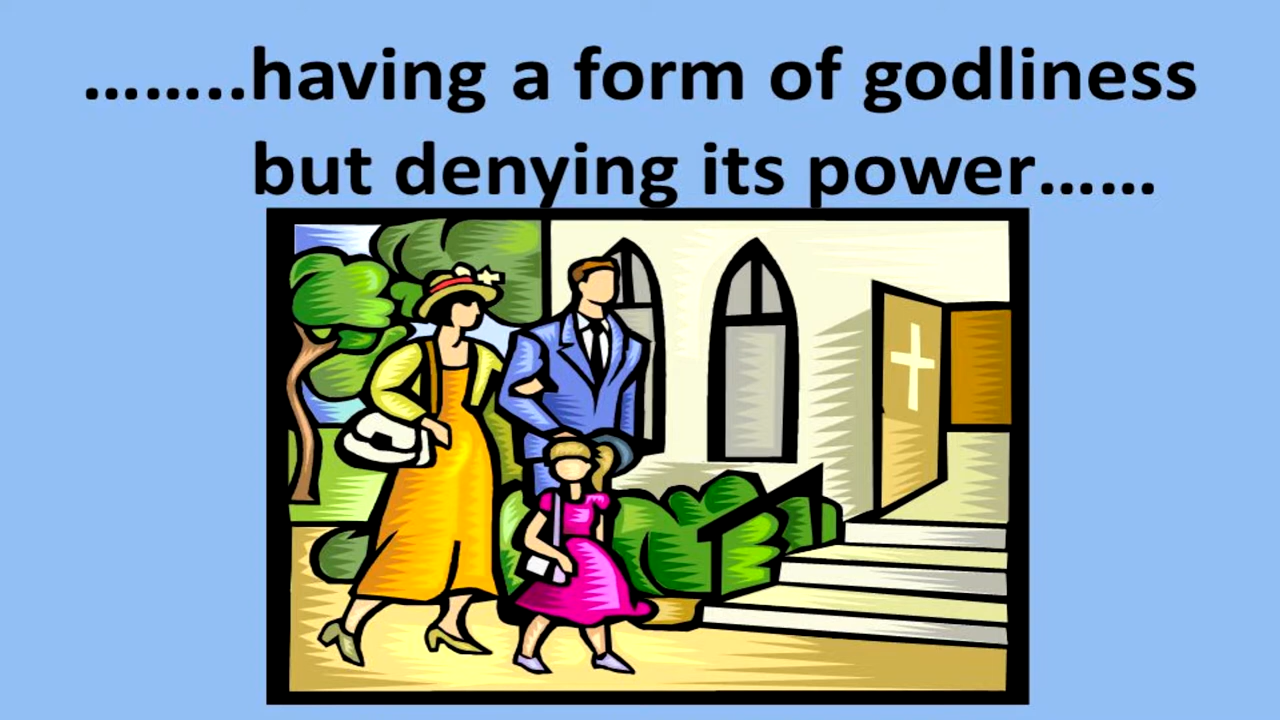 ……..having a form of godliness
but denying its power……